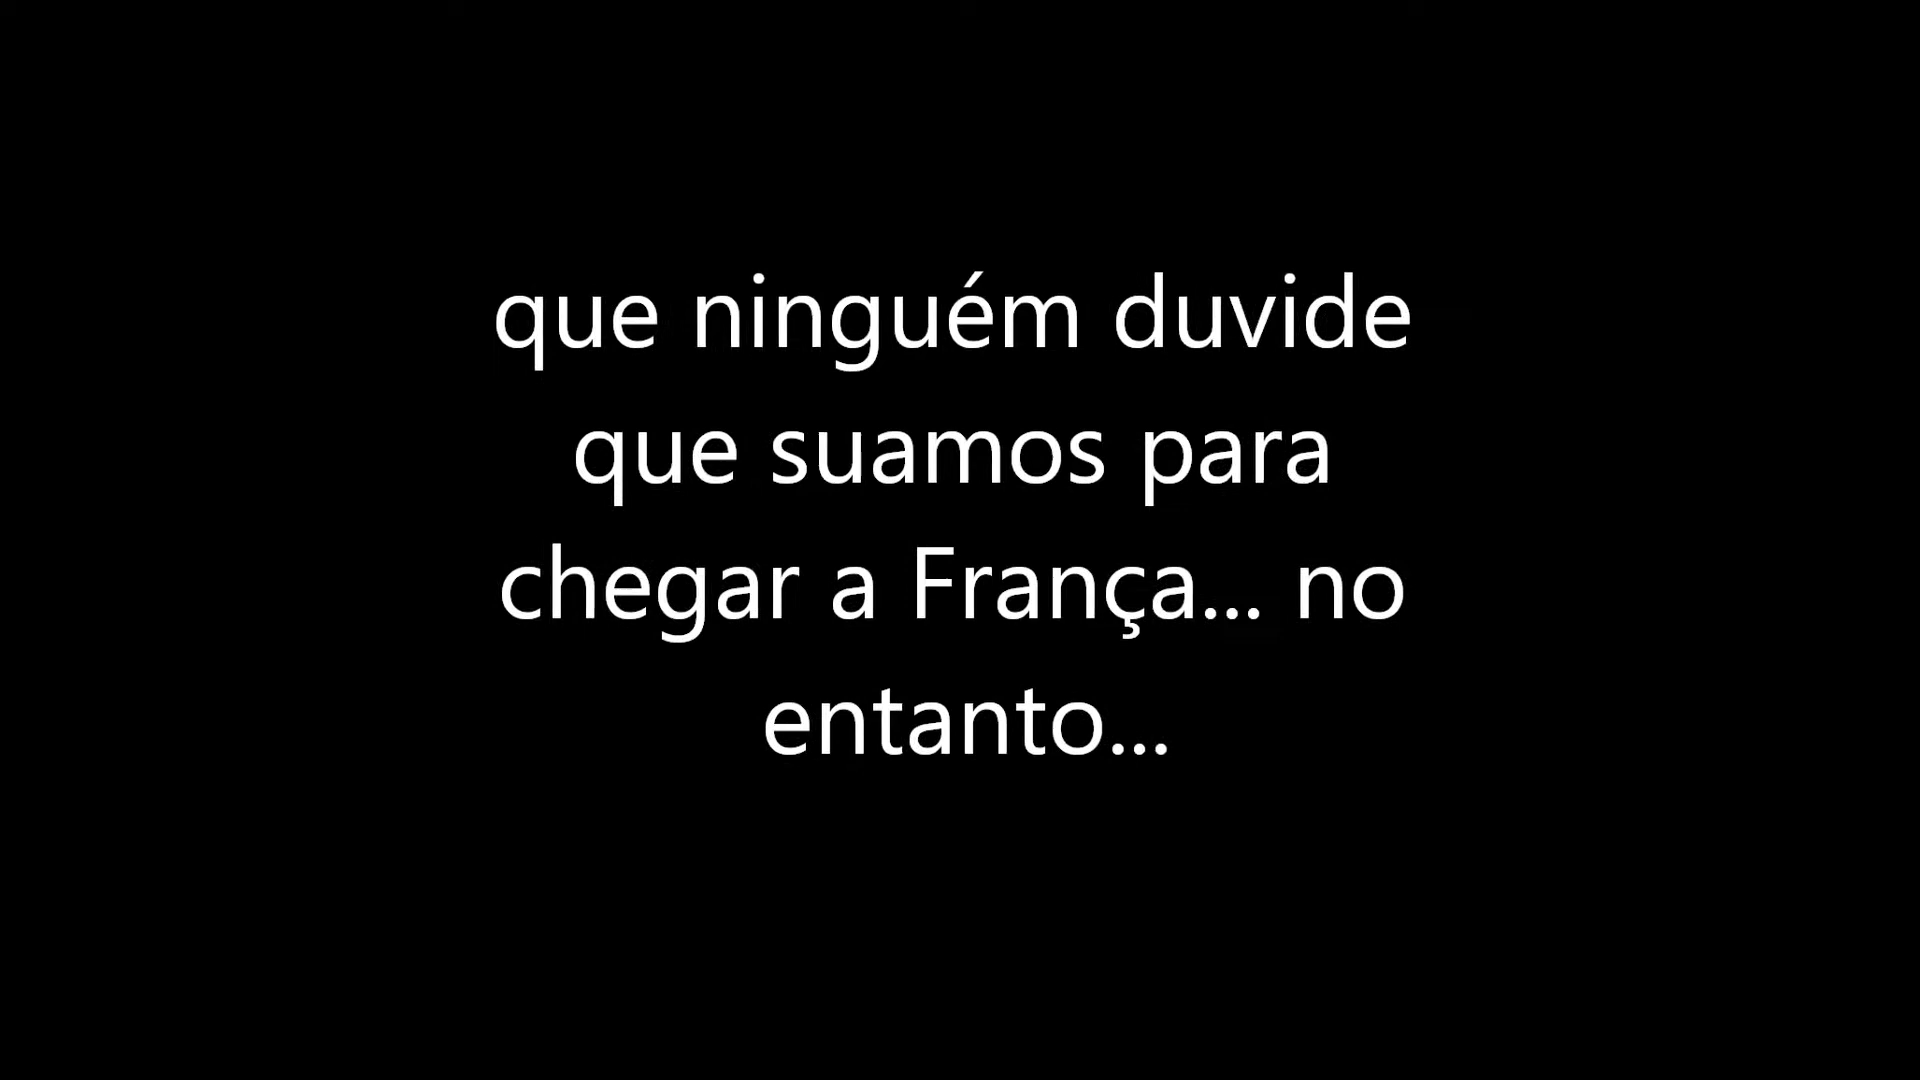 que ninguém duvide
que suamos para
chegar a França... no
entanto...